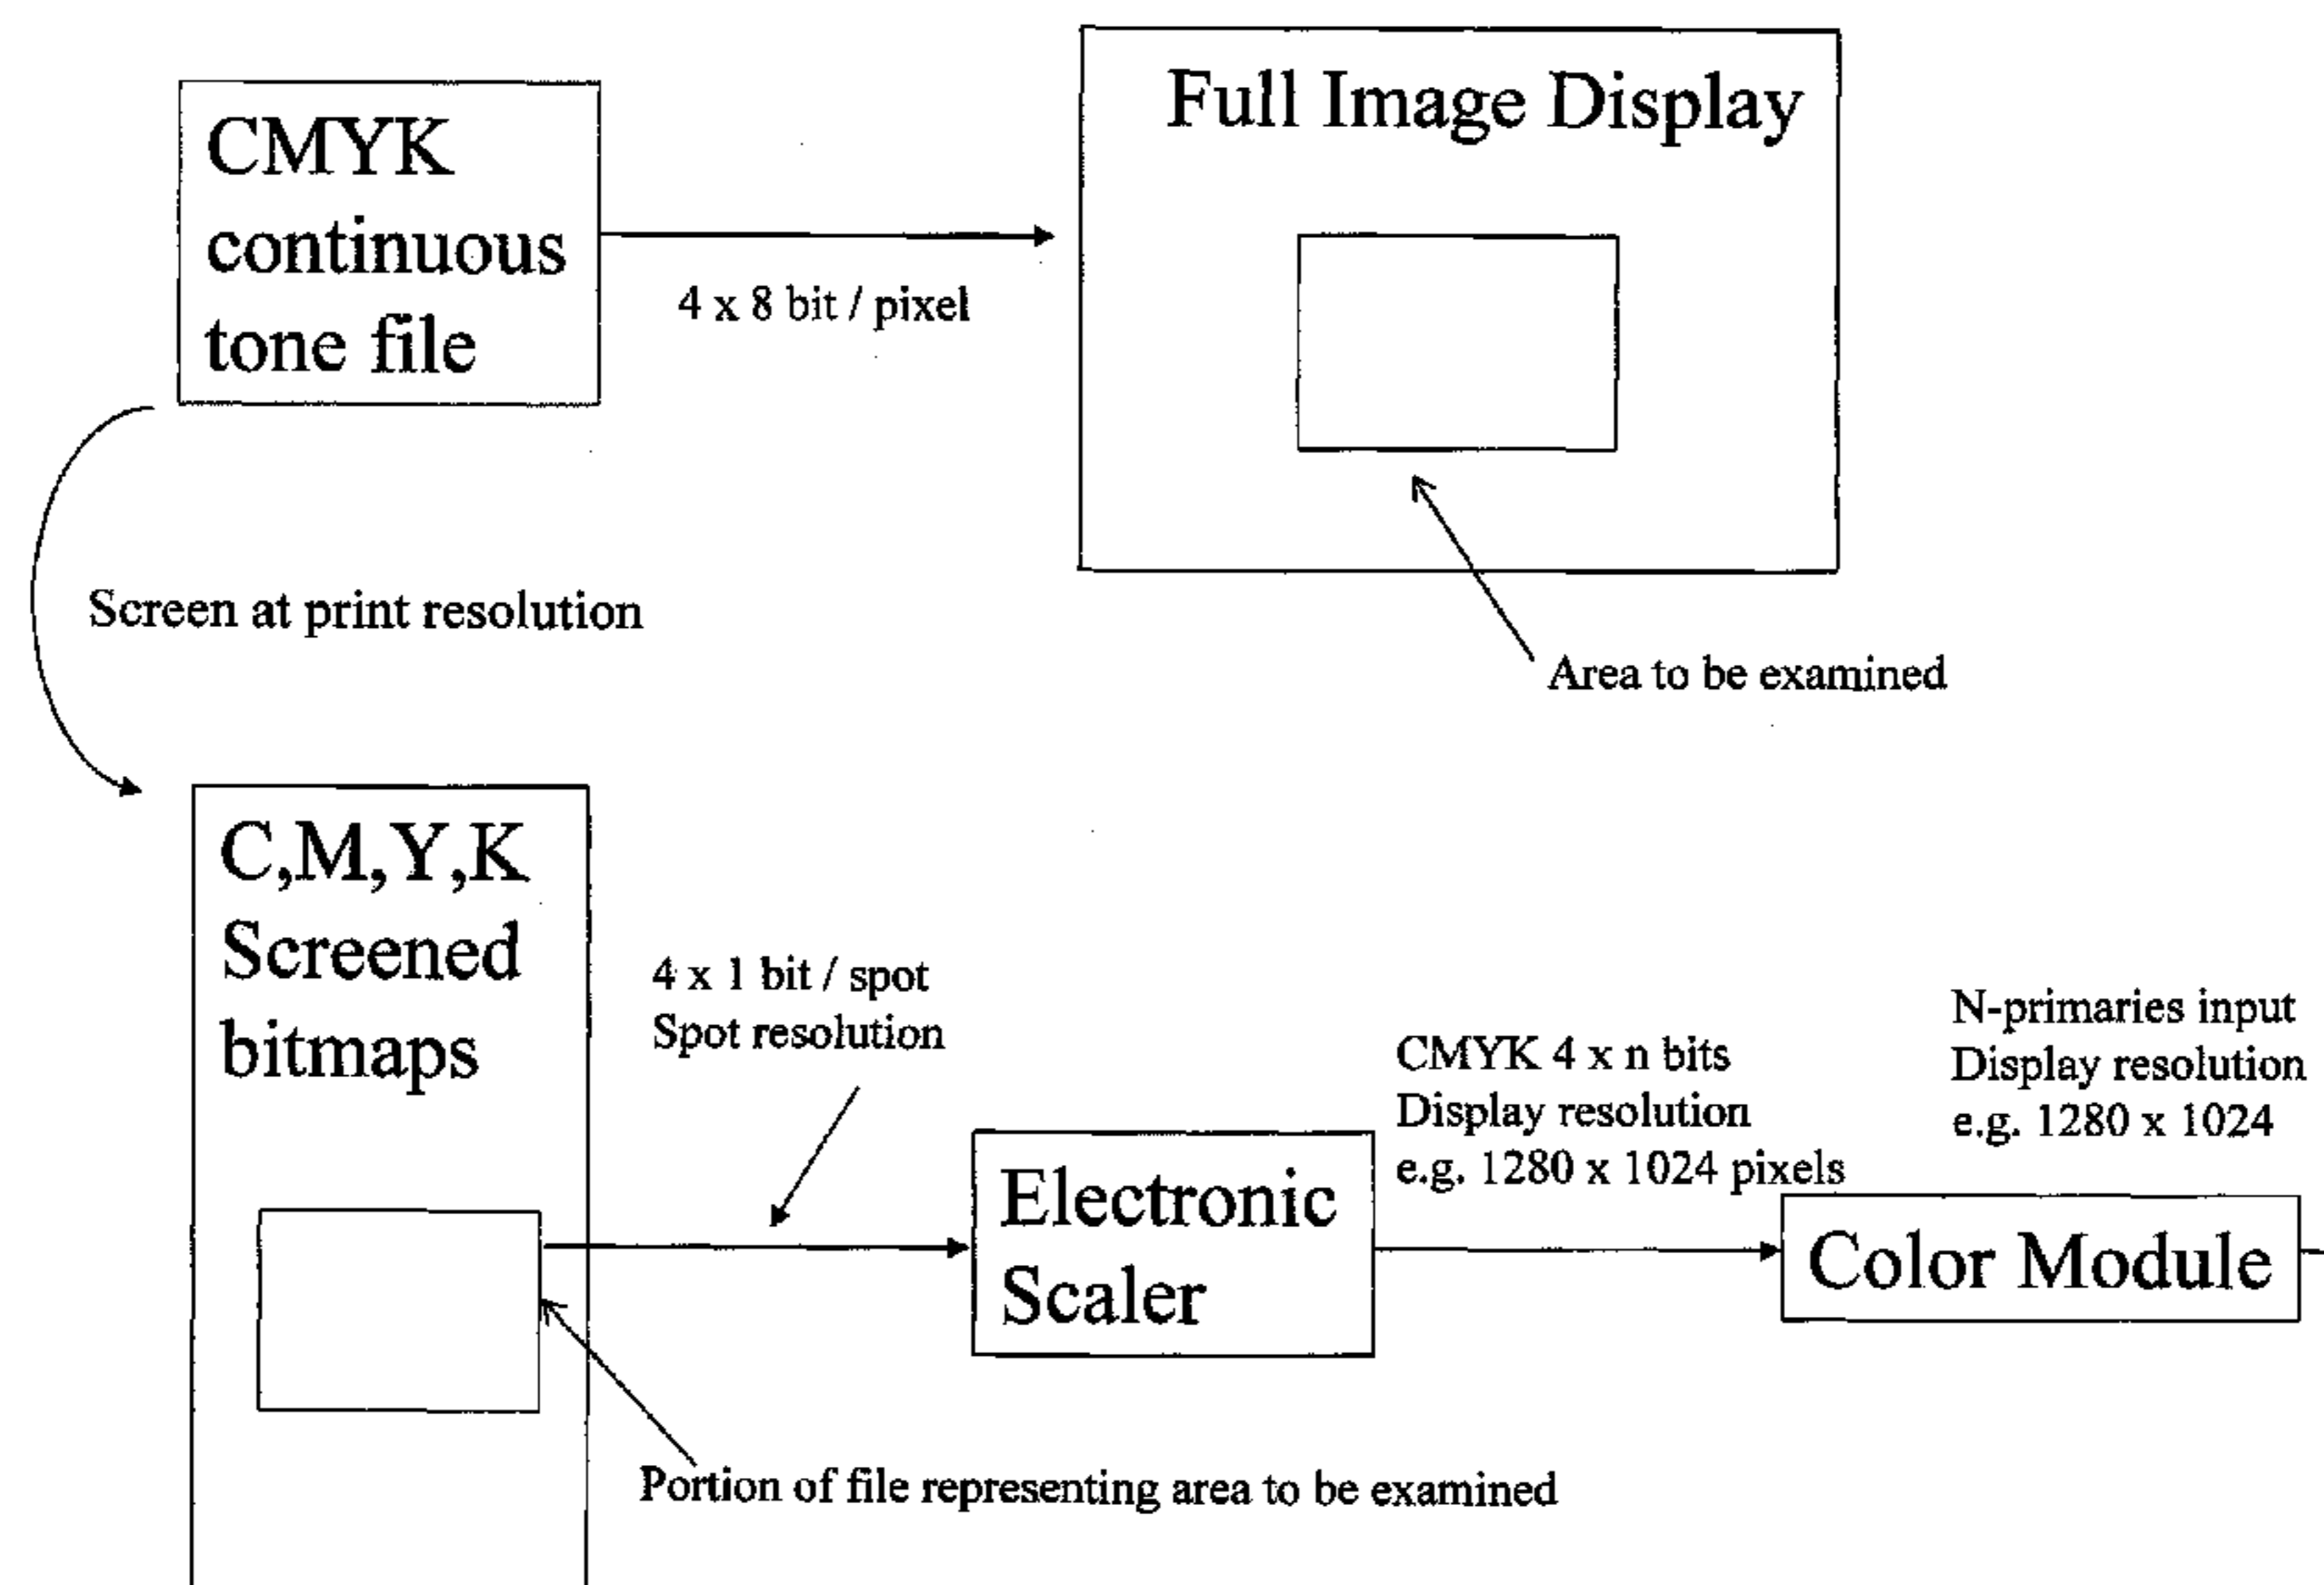 CMYK
continuous
tone file
4 x 8 bit / pixel
Full Image Display
Area to be examined
Screen at print resolution
C,M,Y,K
Screened
bitmaps
4 x 1 bit / spot
Spot resolution
Electronic
Scaler
CMYK 4 x n bits
Display resolution
e.g. 1280 x 1024 pixels
N-primaries input
Display resolution
e.g. 1280 x 1024
Color Module
Portion of file representing area to be examined